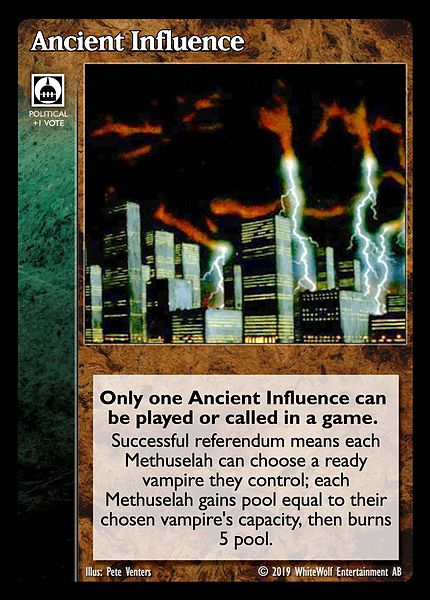 Ancient Influence
POLITICAL
+1 VOTE
Only one Ancient Influence can
be played or called in a game.
Successful referendum means each
Methuselah can choose a ready
vampire they control; each
Methuselah gains pool equal to their
chosen vampire's capacity, then burns
5 pool.
Illus: Pete Venters
© 2019 WhiteWolf Entertainment AB